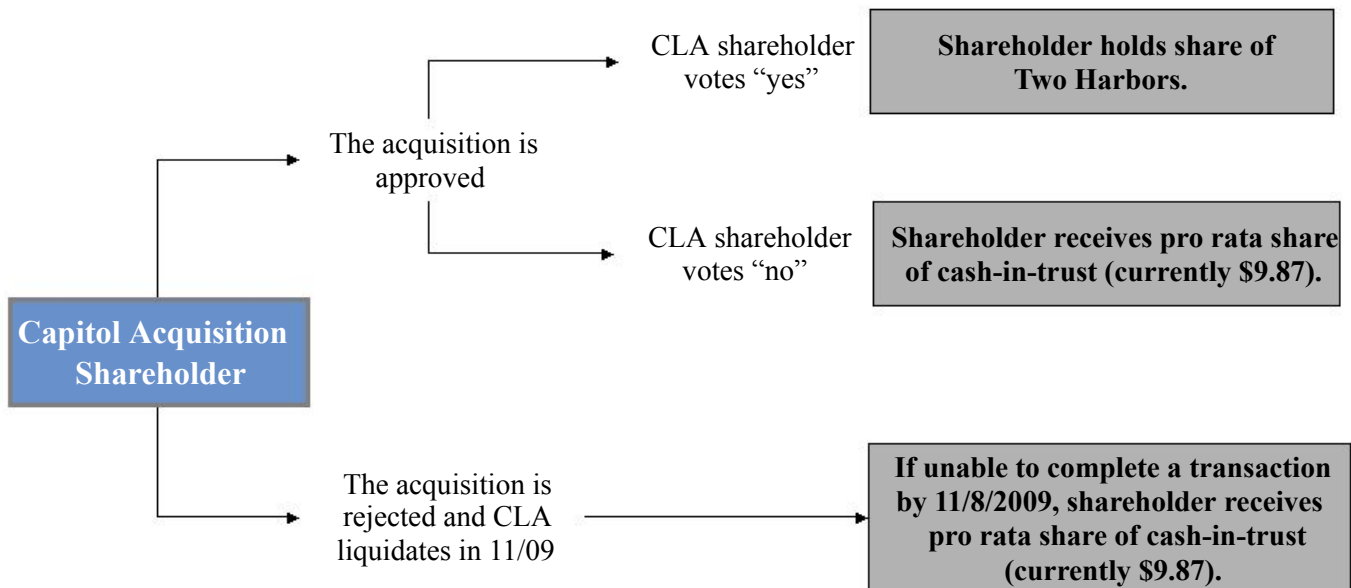 CLA shareholder
votes “yes”
Shareholder holds share of
Two Harbors.
The acquisition is
approved
CLA shareholder
votes “no”
Shareholder receives pro rata share
of cash-in-trust (currently $9.87).
Capitol Acquisition
Shareholder
The acquisition is
rejected and CLA
liquidates in 11/09
If unable to complete a transaction
by 11/8/2009, shareholder receives
pro rata share of cash-in-trust
(currently $9.87).